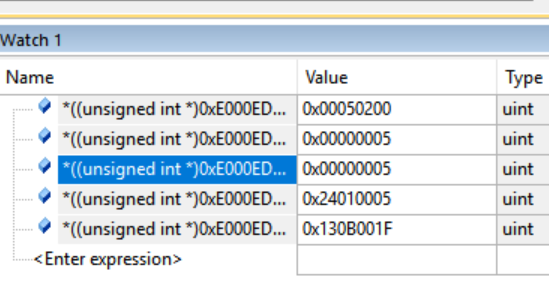 Watch 1
Name Value Type
*((unsigned int *)0xE000ED... 0x00050200 uint
*((unsigned int *)0xE000ED... 0x00000005 uint
*((unsigned int *)0xE000ED... 0x00000005 uint
*((unsigned int *)0xE000ED... 0x24010005 uint
*((unsigned int *)0xE000ED... 0x130B001F uint
<Enter expression>